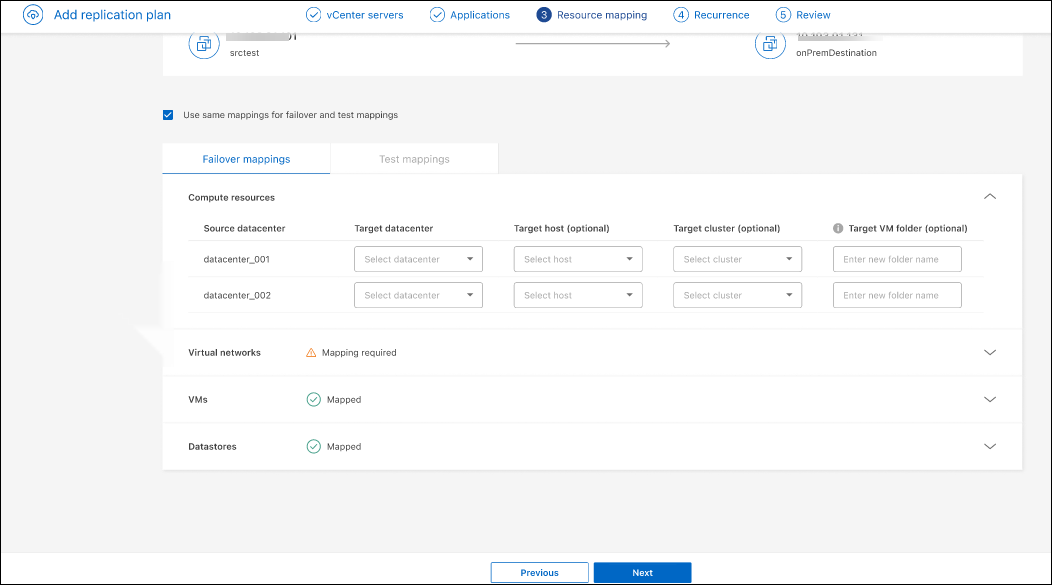 Add replication plan
vCenter servers
Applications
3 Resource mapping
4 Recurrence
5 Review
srctest
onPremDestination
Use same mappings for failover and test mappings
Failover mappings
Test mappings
Compute resources
Source datacenter Target datacenter Target host (optional) Target cluster (optional) i Target VM folder (optional)
datacenter_001 Select datacenter Select host Select cluster Enter new folder name
datacenter_002 Select datacenter Select host Select cluster Enter new folder name
Virtual networks Mapping required
VMs Mapped
Datastores Mapped
Previous Next